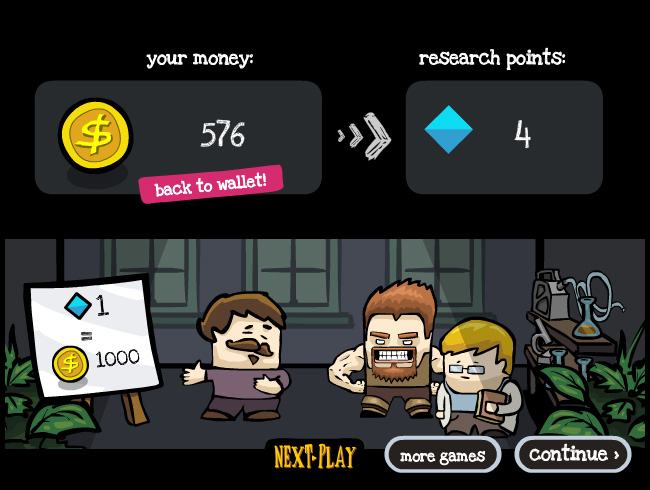 your money:
research points:
576
4
back to wallet!
1
=
1000
NEXT-PLAY
more games
continue ›